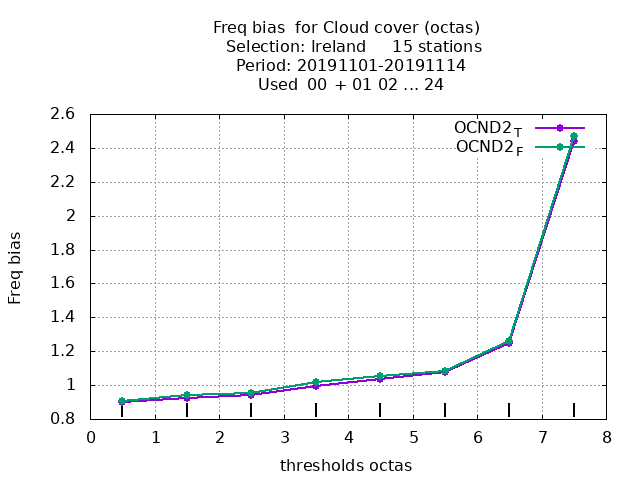 Freq bias for Cloud cover (octas)
Selection: Ireland 15 stations
Period: 20191101-20191114
Used 00 + 01 02 ... 24
OCND2T
OCND2F
2.6
2.4
2.2
2
1.8
1.6
1.4
1.2
1
0.8
Freq bias
0 1 2 3 4 5 6 7 8
thresholds octas